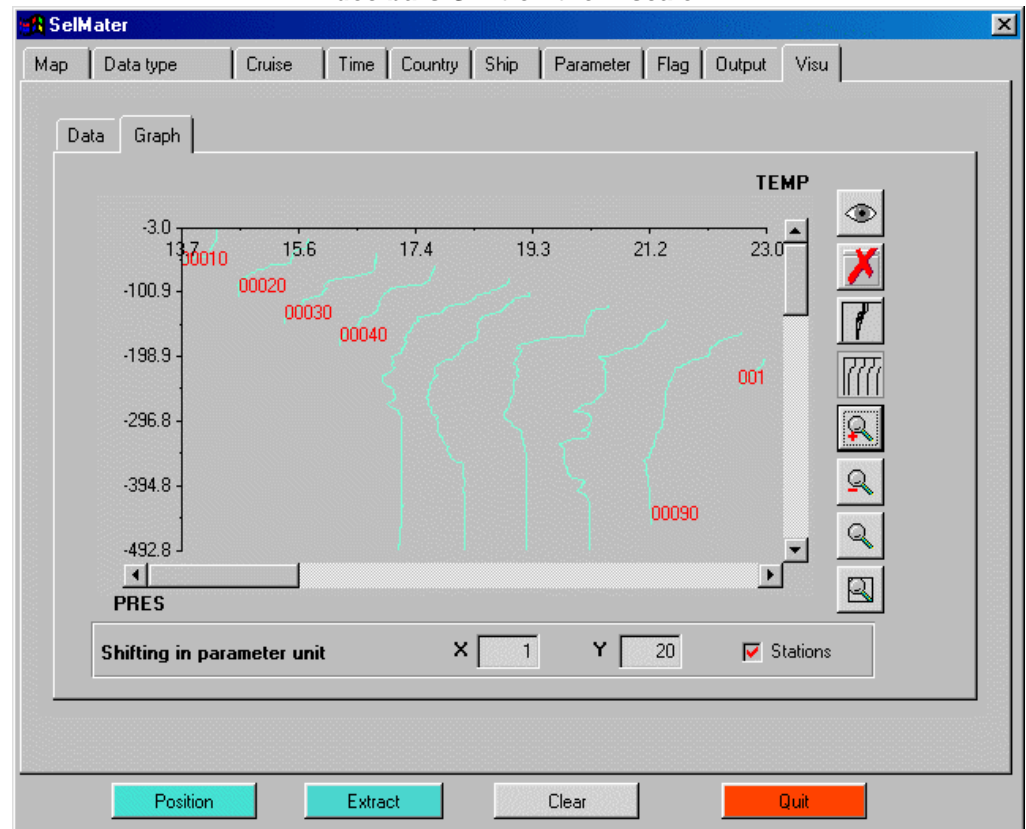 SelMater
Map Data type Cruise Time Country Ship Parameter Flag Output Visu
Data Graph
TEMP
-3.0
13.7 15.6 17.4 19.3 21.2 23.0
00010
00020
-100.9
00030
00040
-198.9
001
-296.8
-394.8
00090
-492.8
PRES
Shifting in parameter unit X 1 Y 20 Stations
Position Extract Clear Quit